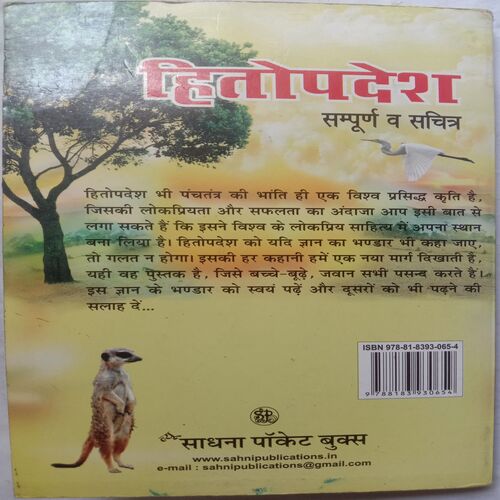 हितोपदेश
सम्पूर्ण व सचित्र
हितोपदेश भी पंचतंत्र की भांति ही एक विश्व प्रसिद्ध कृति है,
जिसकी लोकप्रियता और सफलता का अंदाजा आप इसी बात से
लगा सकते हैं कि इसने विश्व के लोकप्रिय साहित्य में अपना स्थान
बना लिया है। हितोपदेश को यदि ज्ञान का भण्डार भी कहा जाए,
तो गलत न होगा। इसकी हर कहानी हमें एक नया मार्ग दिखाती है,
यही वह पुस्तक है, जिसे बच्चे-बूढ़े, जवान सभी पसन्द करते हैं।
इस ज्ञान के भण्डार को स्वयं पढ़ें और दूसरों को भी पढ़ने की
सलाह दें...
ISBN 978-81-8393-065-4
9 788183 930654
साधना पॉकेट बुक्स
www.sahnipublications.in
e-mail : sahnipublications@gmail.com